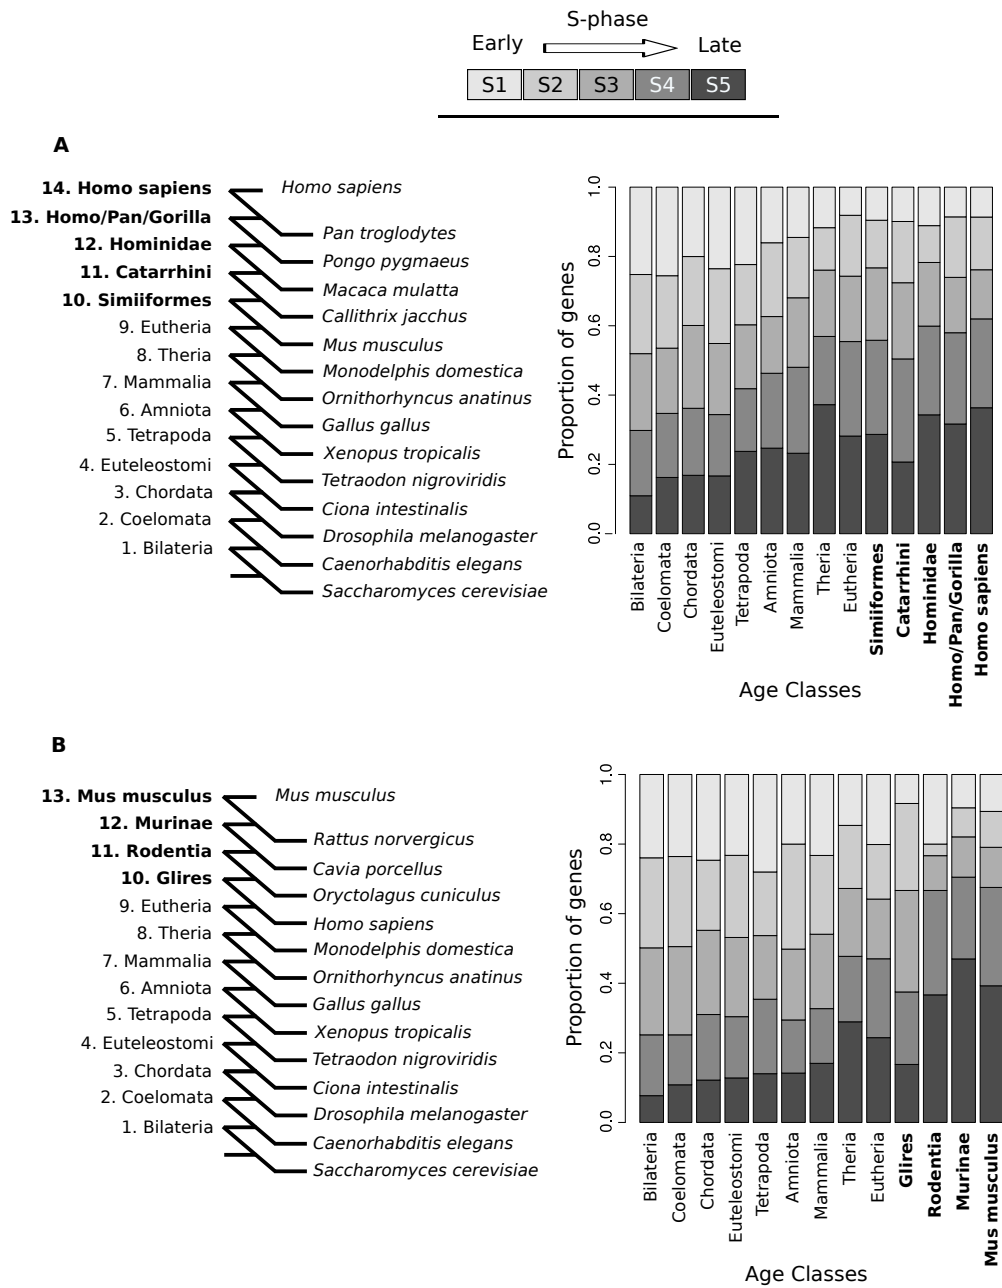 S-phase
Early Late
S1 S2 S3 S4 S5
A
14. Homo sapiens
13. Homo/Pan/Gorilla
12. Hominidae
11. Catarrhini
10. Simiiformes
9. Eutheria
8. Theria
7. Mammalia
6. Amniota
5. Tetrapoda
4. Euteleostomi
3. Chordata
2. Coelomata
1. Bilateria
Homo sapiens
Pan troglodytes
Pongo pygmaeus
Macaca mulatta
Callithrix jacchus
Mus musculus
Monodelphis domestica
Ornithorhyncus anatinus
Gallus gallus
Xenopus tropicalis
Tetraodon nigroviridis
Ciona intestinalis
Drosophila melanogaster
Caenorhabditis elegans
Saccharomyces cerevisiae
Proportion of genes
1.0
0.8
0.6
0.4
0.2
0.0
Bilateria
Coelomata
Chordata
Euteleostomi
Tetrapoda
Amniota
Mammalia
Theria
Eutheria
Simiiformes
Catarrhini
Hominidae
Homo/Pan/Gorilla
Homo sapiens
Age Classes
B
13. Mus musculus
12. Murinae
11. Rodentia
10. Glires
9. Eutheria
8. Theria
7. Mammalia
6. Amniota
5. Tetrapoda
4. Euteleostomi
3. Chordata
2. Coelomata
1. Bilateria
Mus musculus
Rattus norvergicus
Cavia porcellus
Oryctolagus cuniculus
Homo sapiens
Monodelphis domestica
Ornithorhyncus anatinus
Gallus gallus
Xenopus tropicalis
Tetraodon nigroviridis
Ciona intestinalis
Drosophila melanogaster
Caenorhabditis elegans
Saccharomyces cerevisiae
Proportion of genes
1.0
0.8
0.6
0.4
0.2
0.0
Bilateria
Coelomata
Chordata
Euteleostomi
Tetrapoda
Amniota
Mammalia
Theria
Eutheria
Glires
Rodentia
Murinae
Mus musculus
Age Classes